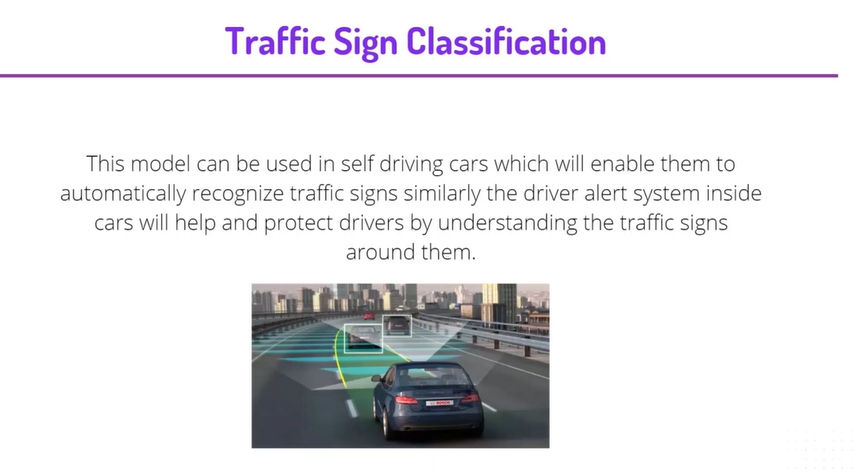 Traffic Sign Classification
This model can be used in self driving cars which will enable them to
automatically recognize traffic signs similarly the driver alert system inside
cars will help and protect drivers by understanding the traffic signs
around them.